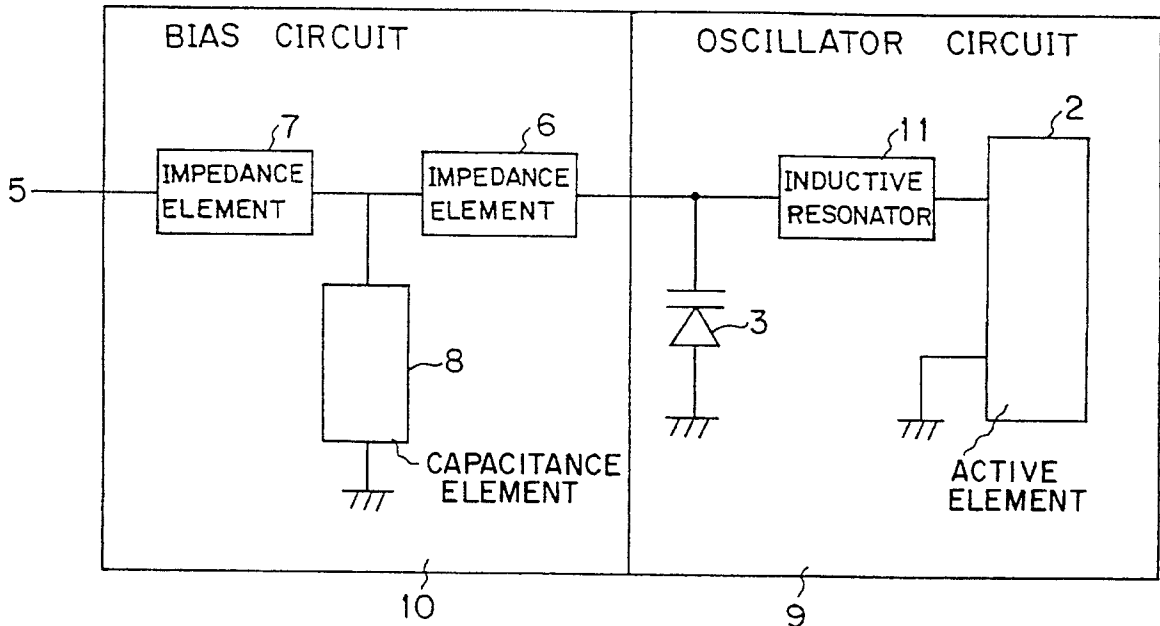 BIAS CIRCUIT
OSCILLATOR CIRCUIT
7
6
11
2
5
IMPEDANCE
ELEMENT
IMPEDANCE
ELEMENT
INDUCTIVE
RESONATOR
3
8
CAPACITANCE
ELEMENT
ACTIVE
ELEMENT
10
9